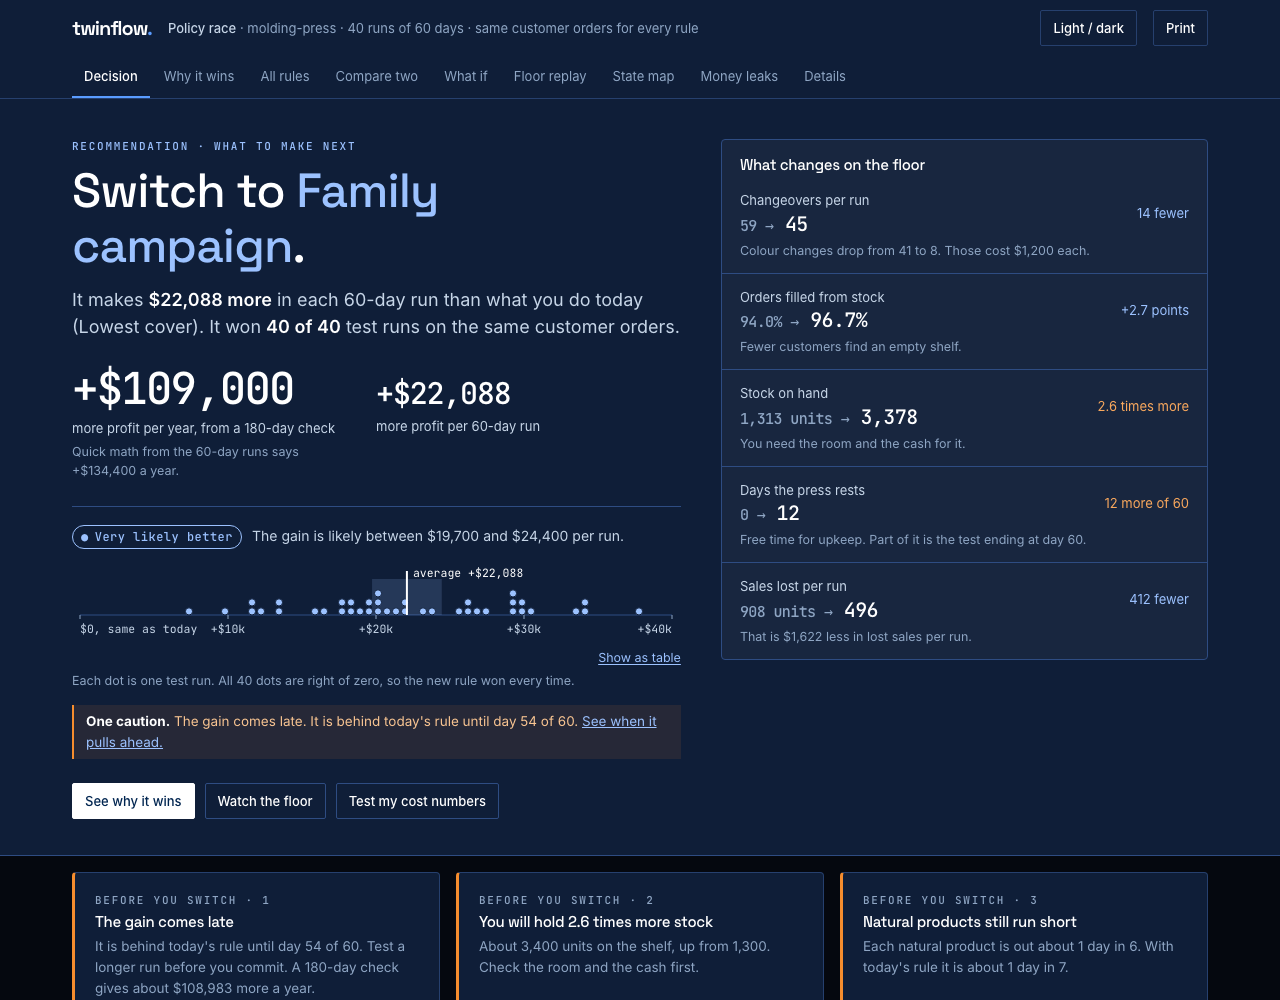 twinflow.
Policy race · molding-press · 40 runs of 60 days · same customer orders for every rule
Light / dark
Print
Decision
Why it wins
All rules
Compare two
What if
Floor replay
State map
Money leaks
Details
RECOMMENDATION · WHAT TO MAKE NEXT
Switch to Family
campaign.
It makes $22,088 more in each 60-day run than what you do today
(Lowest cover). It won 40 of 40 test runs on the same customer orders.
+$109,000
more profit per year, from a 180-day check
Quick math from the 60-day runs says
+$134,400 a year.
+$22,088
more profit per 60-day run
● Very likely better
The gain is likely between $19,700 and $24,400 per run.
average +$22,088
$0, same as today
+$10k
+$20k
+$30k
+$40k
Show as table
Each dot is one test run. All 40 dots are right of zero, so the new rule won every time.
One caution. The gain comes late. It is behind today's rule until day 54 of 60. See when it
pulls ahead.
See why it wins
Watch the floor
Test my cost numbers
What changes on the floor
Changeovers per run
59 → 45
14 fewer
Colour changes drop from 41 to 8. Those cost $1,200 each.
Orders filled from stock
94.0% → 96.7%
+2.7 points
Fewer customers find an empty shelf.
Stock on hand
1,313 units → 3,378
2.6 times more
You need the room and the cash for it.
Days the press rests
0 → 12
12 more of 60
Free time for upkeep. Part of it is the test ending at day 60.
Sales lost per run
908 units → 496
412 fewer
That is $1,622 less in lost sales per run.
BEFORE YOU SWITCH · 1
The gain comes late
It is behind today's rule until day 54 of 60. Test a
longer run before you commit. A 180-day check
gives about $108,983 more a year.
BEFORE YOU SWITCH · 2
You will hold 2.6 times more stock
About 3,400 units on the shelf, up from 1,300.
Check the room and the cash first.
BEFORE YOU SWITCH · 3
Natural products still run short
Each natural product is out about 1 day in 6. With
today's rule it is about 1 day in 7.